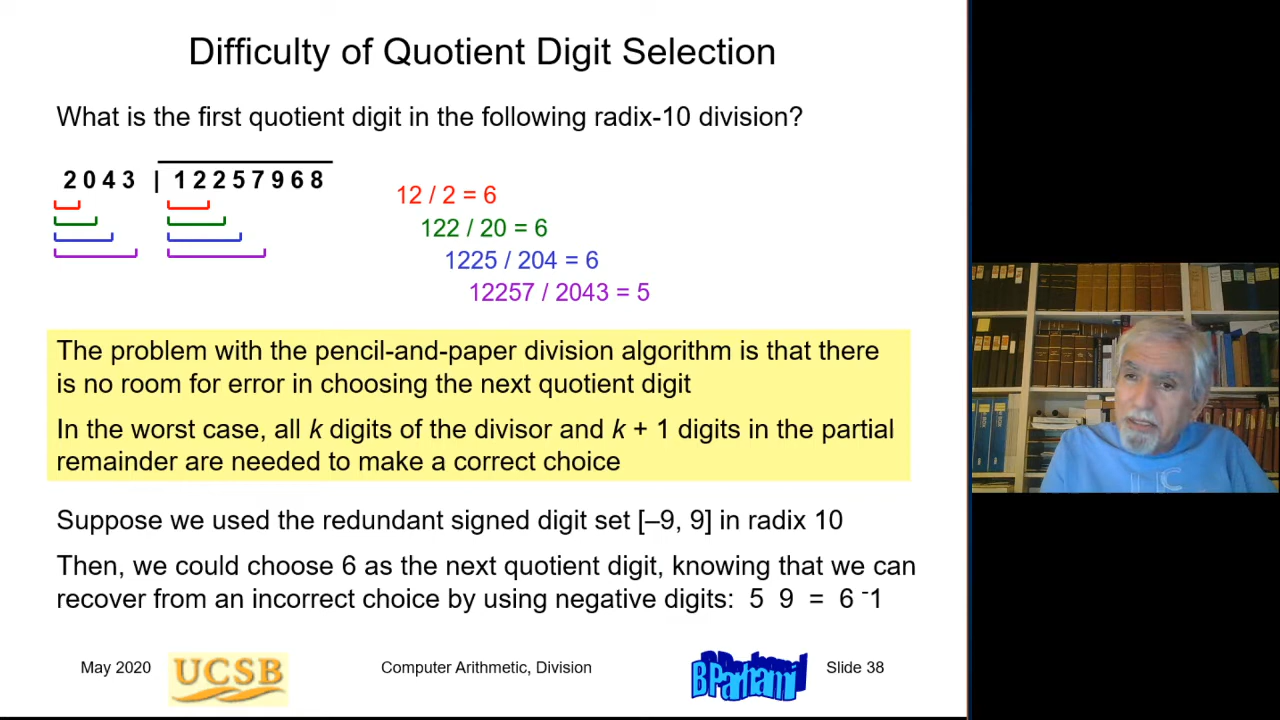 Difficulty of Quotient Digit Selection
What is the first quotient digit in the following radix-10 division?
2 0 4 3 | 1 2 2 5 7 9 6 8
12 / 2 = 6
122 / 20 = 6
1225 / 204 = 6
12257 / 2043 = 5
The problem with the pencil-and-paper division algorithm is that there
is no room for error in choosing the next quotient digit
In the worst case, all k digits of the divisor and k + 1 digits in the partial
remainder are needed to make a correct choice
Suppose we used the redundant signed digit set [–9, 9] in radix 10
Then, we could choose 6 as the next quotient digit, knowing that we can
recover from an incorrect choice by using negative digits: 5 9 = 6 ⁻1
May 2020
UCSB
Computer Arithmetic, Division
B Parhami
Slide 38